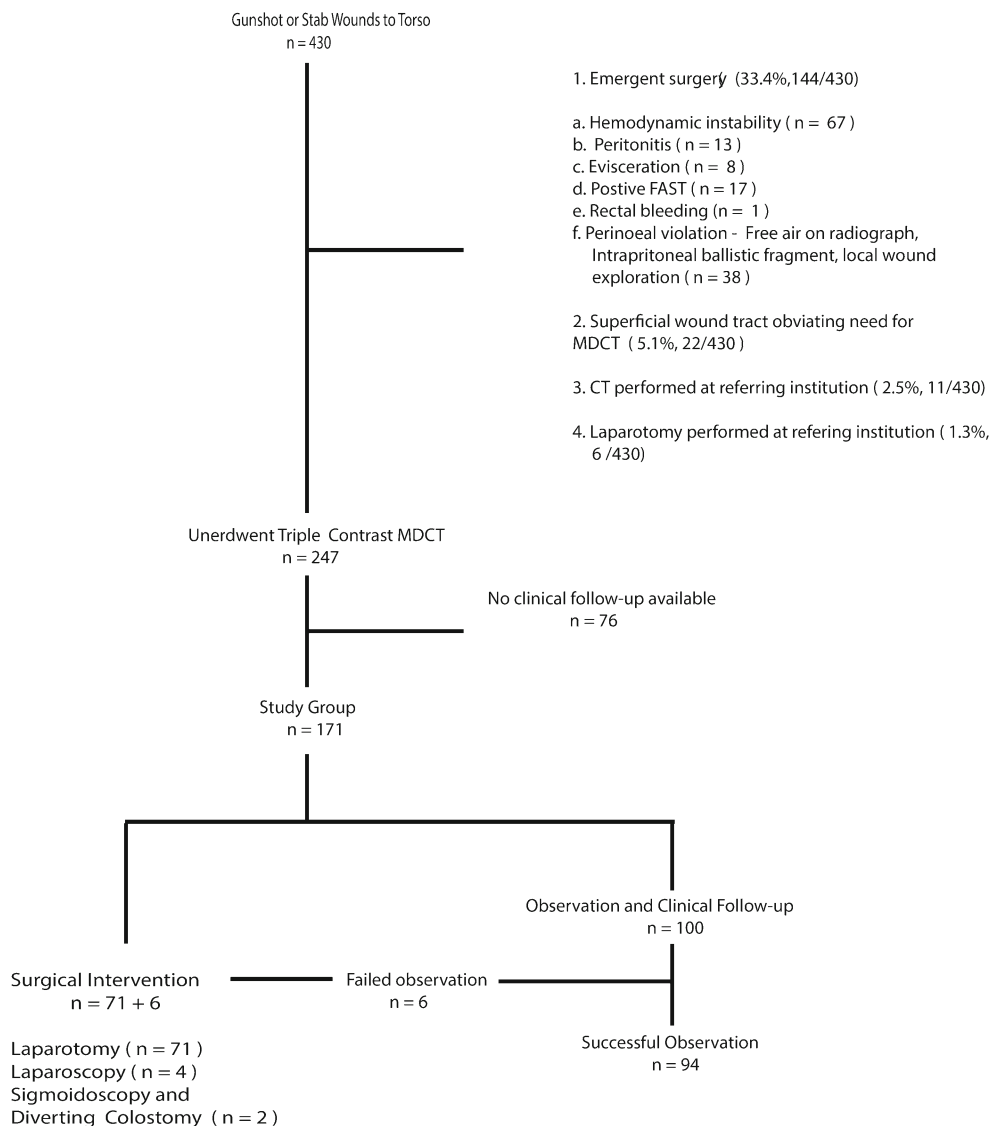 Gunshot or Stab Wounds to Torso
n = 430
1. Emergent surgery (33.4%,144/430)
a. Hemodynamic instability ( n = 67 )
b. Peritonitis ( n = 13 )
c. Evisceration ( n = 8 )
d. Postive FAST ( n = 17 )
e. Rectal bleeding (n = 1 )
f. Perinoeal violation - Free air on radiograph,
Intrapritoneal ballistic fragment, local wound
exploration ( n = 38 )
2. Superficial wound tract obviating need for
MDCT ( 5.1%, 22/430 )
3. CT performed at referring institution ( 2.5%, 11/430)
4. Laparotomy performed at refering institution ( 1.3%,
6 /430)
Unerdwent Triple Contrast MDCT
n = 247
No clinical follow-up available
n = 76
Study Group
n = 171
Observation and Clinical Follow-up
n = 100
Surgical Intervention
n = 71 + 6
Failed observation
n = 6
Laparotomy ( n = 71 )
Laparoscopy ( n = 4 )
Sigmoidoscopy and
Diverting Colostomy ( n = 2 )
Successful Observation
n = 94